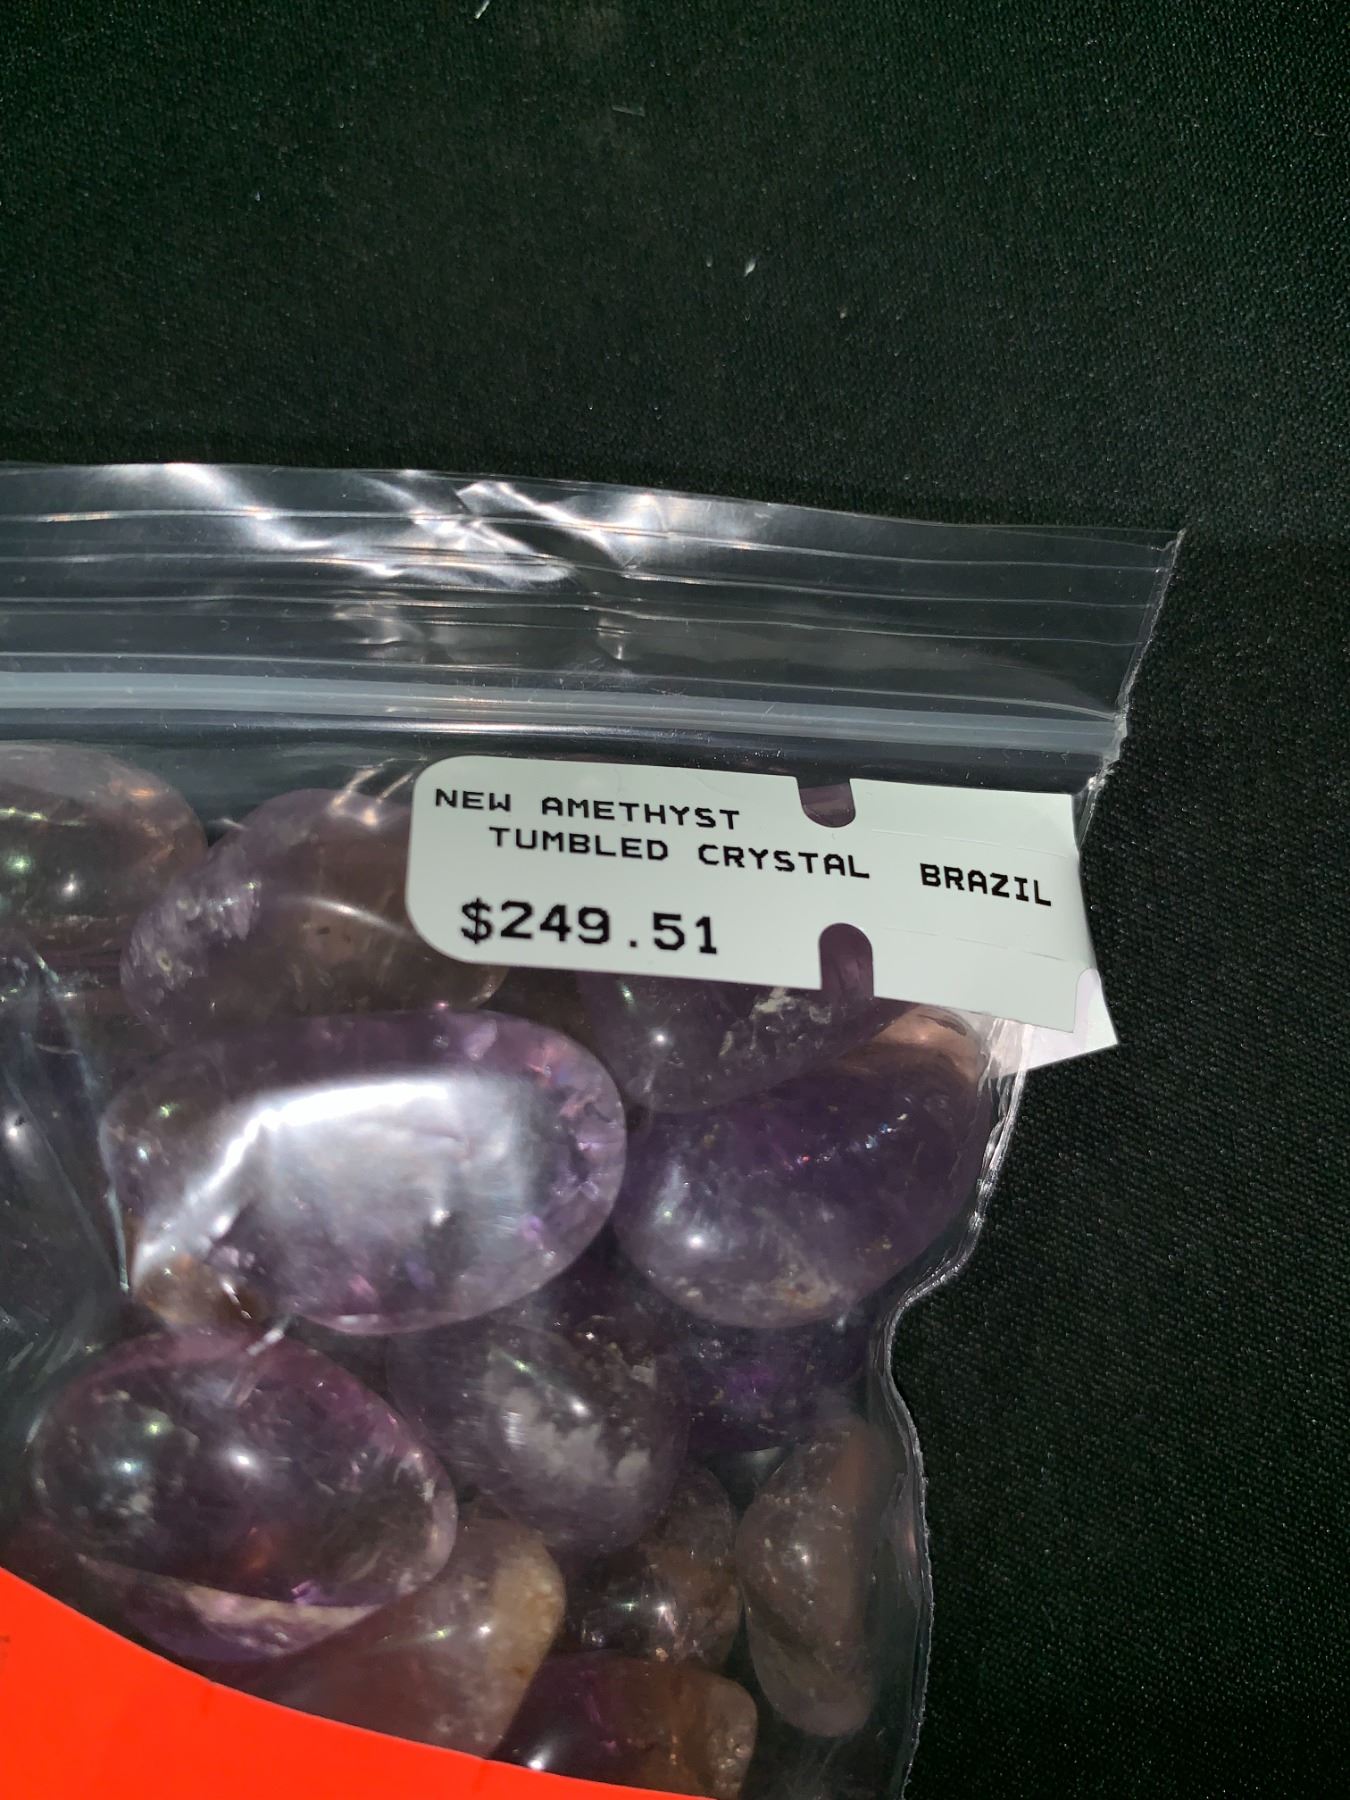 NEW AMETHYST
TUMBLED CRYSTAL BRAZIL
$249.51